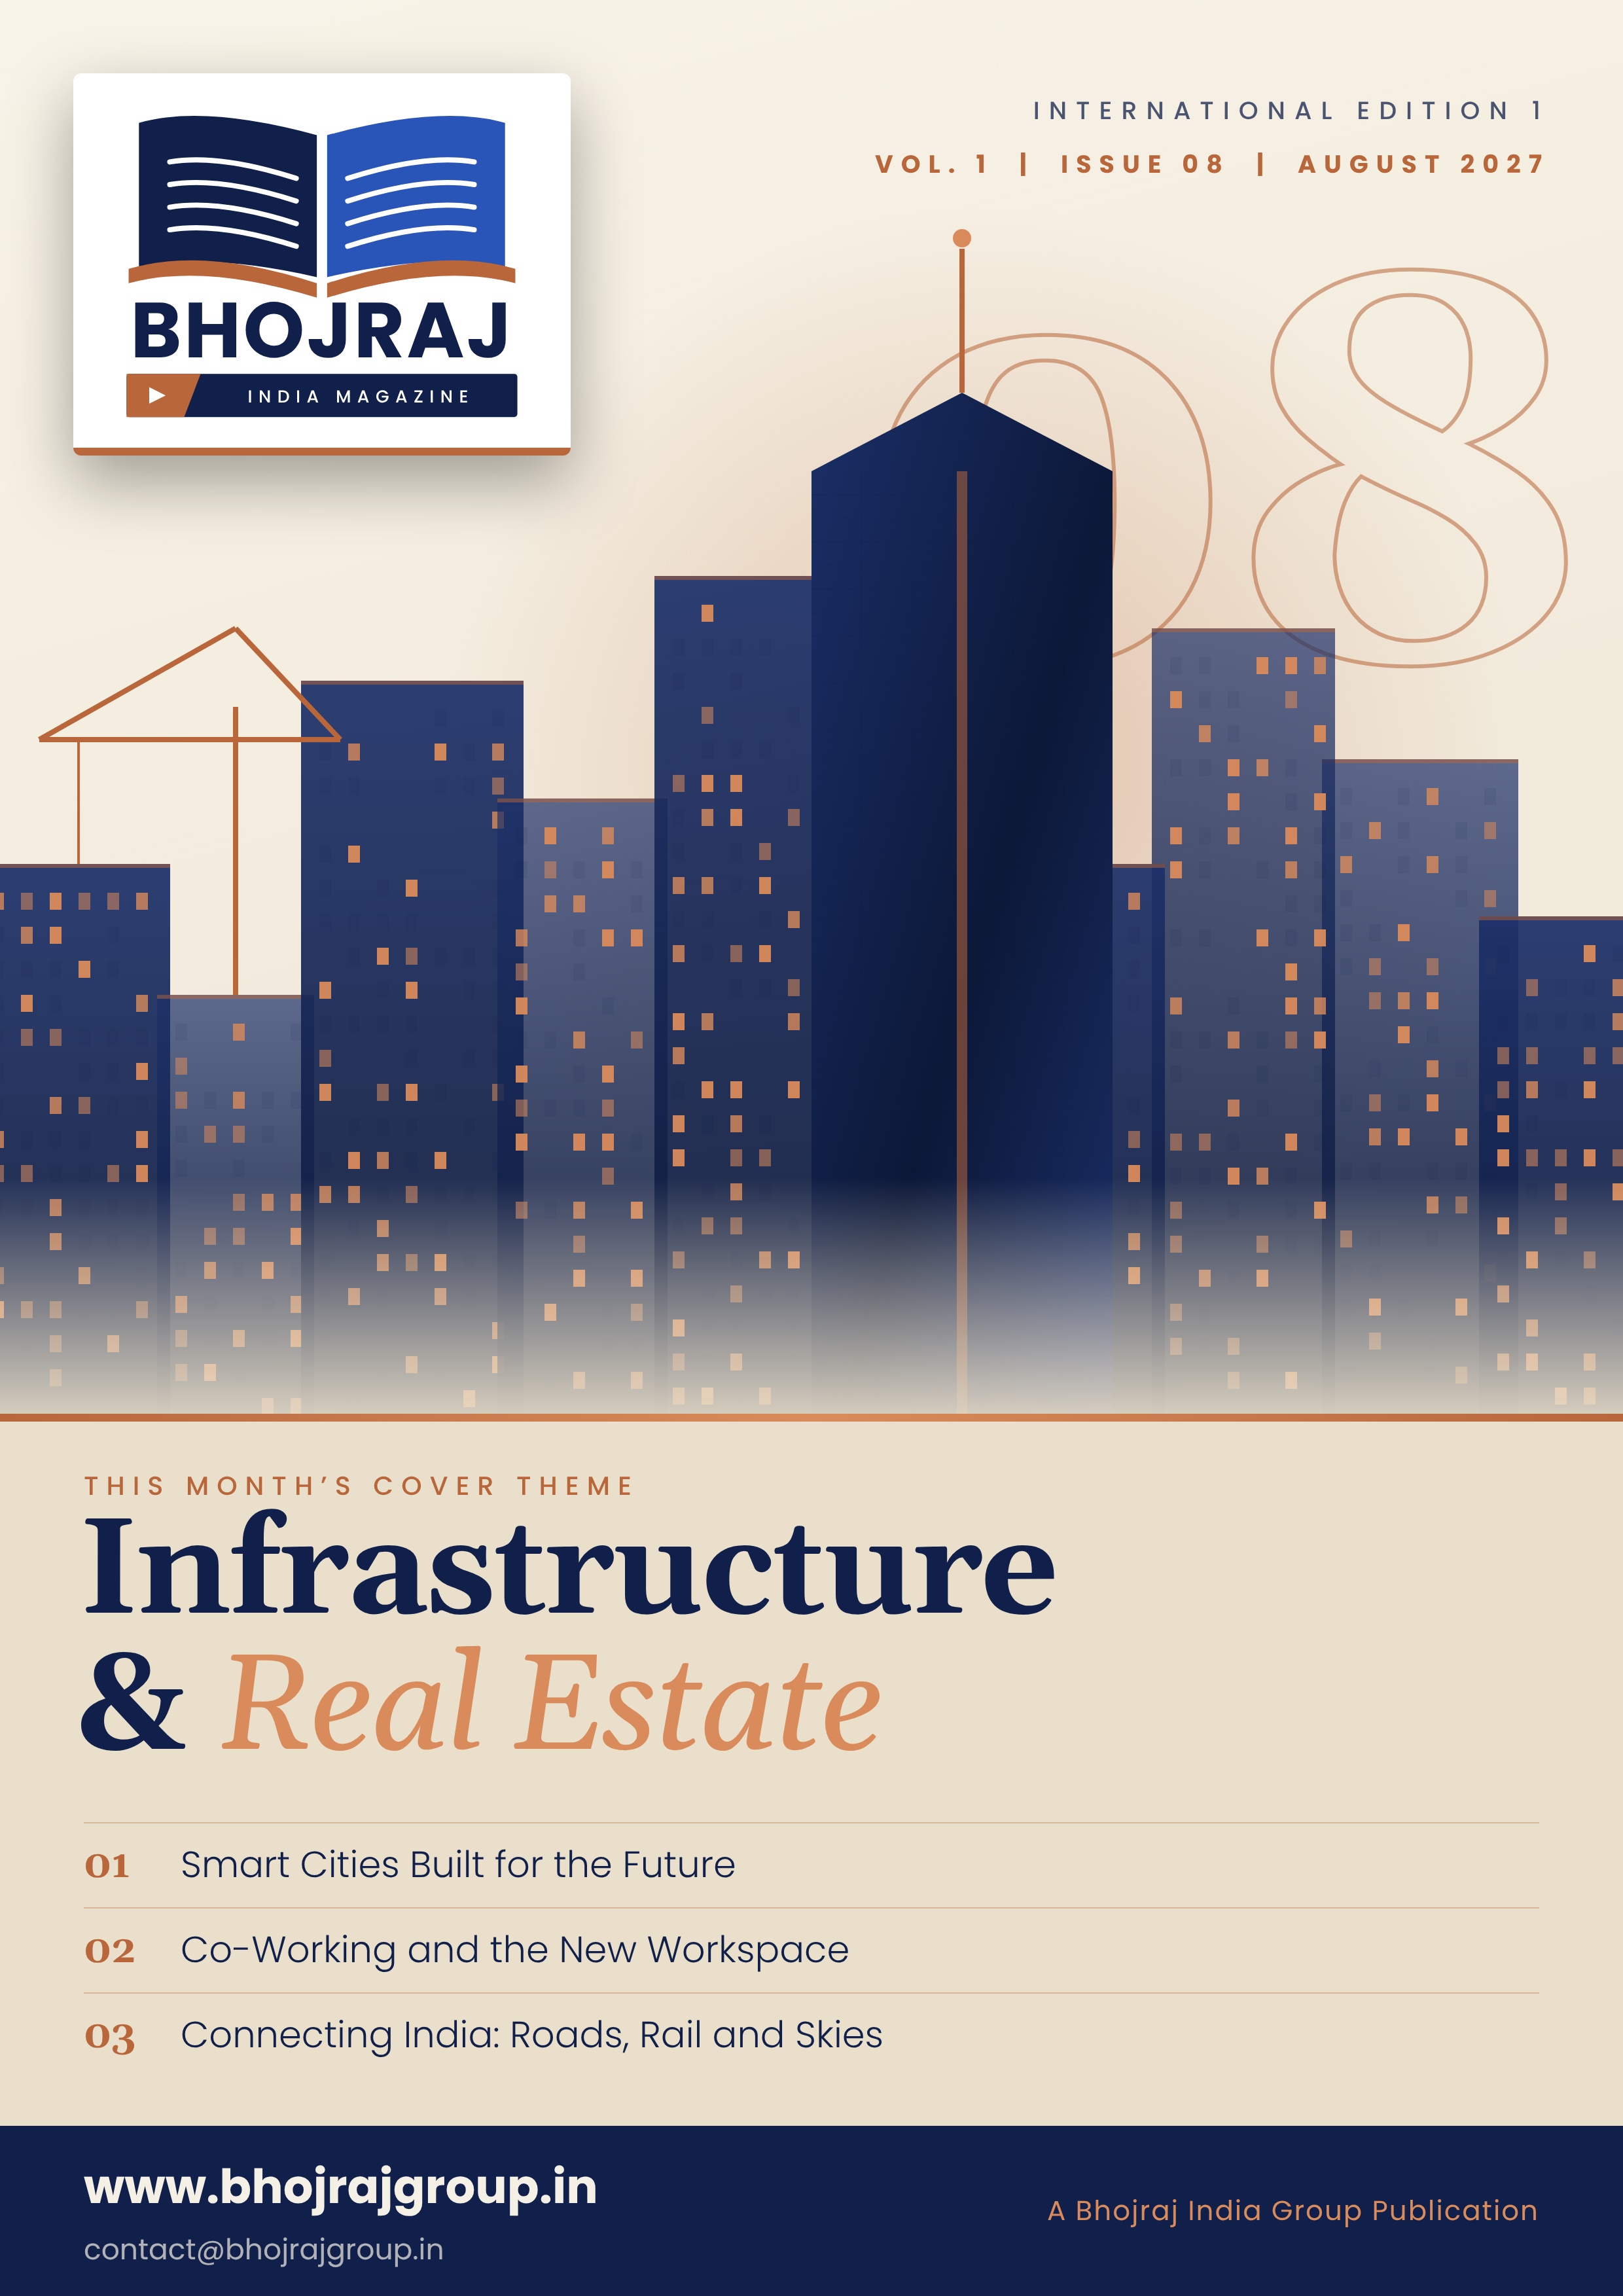 BHOJRAJ
INDIA MAGAZINE
INTERNATIONAL EDITION 1
VOL. 1 | ISSUE 08 | AUGUST 2027
08
THIS MONTH’S COVER THEME
Infrastructure
& Real Estate
01 Smart Cities Built for the Future
02 Co-Working and the New Workspace
03 Connecting India: Roads, Rail and Skies
www.bhojrajgroup.in
contact@bhojrajgroup.in
A Bhojraj India Group Publication